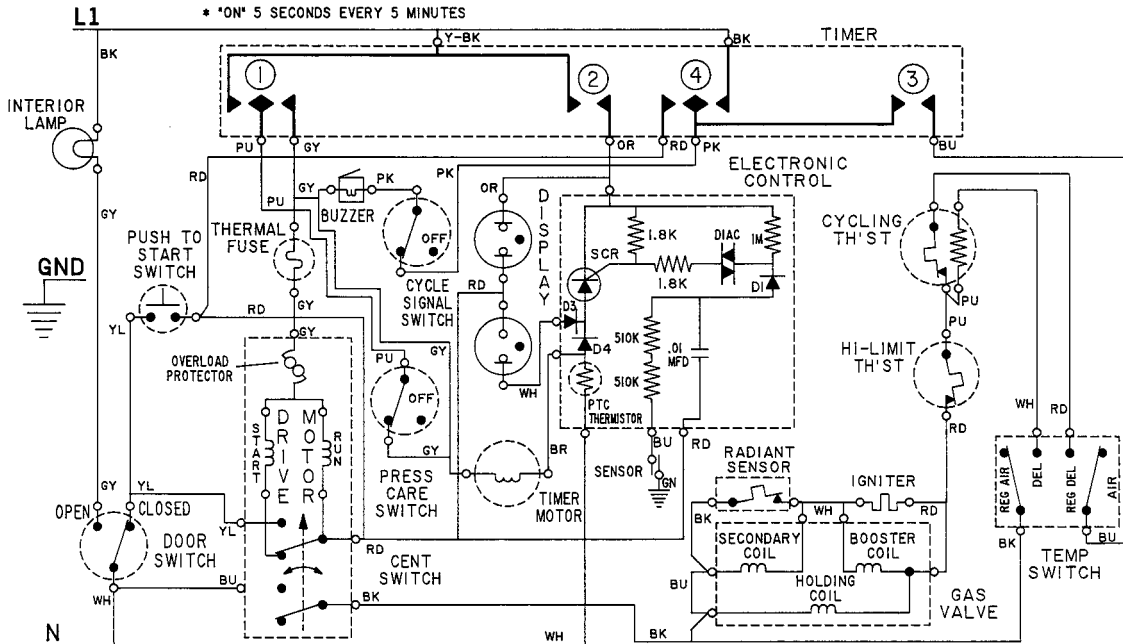 L1
* "ON" 5 SECONDS EVERY 5 MINUTES
Y-BK
BK
BK
TIMER
1
2
4
3
INTERIOR
LAMP
PU
GY
OR
RD
PK
BU
RD
GY
PK
PK
OR
ELECTRONIC
CONTROL
BUZZER
PU
THERMAL
FUSE
OFF
DISPLAY
SCR
1.8K
DIAC
1M
1.8K
D1
CYCLING
TH'ST
PU
GY
PUSH TO
START
SWITCH
GND
GY
CYCLE
SIGNAL
SWITCH
RD
D3
D4
510K
510K
.01
MFD
PU
HI-LIMIT
TH'ST
YL
RD
GY
GY
PU
OVERLOAD
PROTECTOR
OFF
WH
PTC
THERMISTOR
WH
RD
RD
START
DRIVE
MOTOR
RUN
GY
BR
BU
RD
PRESS
CARE
SWITCH
TIMER
MOTOR
SENSOR
GN
RADIANT
SENSOR
IGNITER
REG AIR
DEL
REG DEL
AIR
GY
YL
OPEN
CLOSED
YL
DOOR
SWITCH
BK
WH
RD
BK
BU
RD
CENT
SWITCH
SECONDARY
COIL
BOOSTER
COIL
TEMP
SWITCH
BU
WH
BU
HOLDING
COIL
GAS
VALVE
BK
N
WH
BK